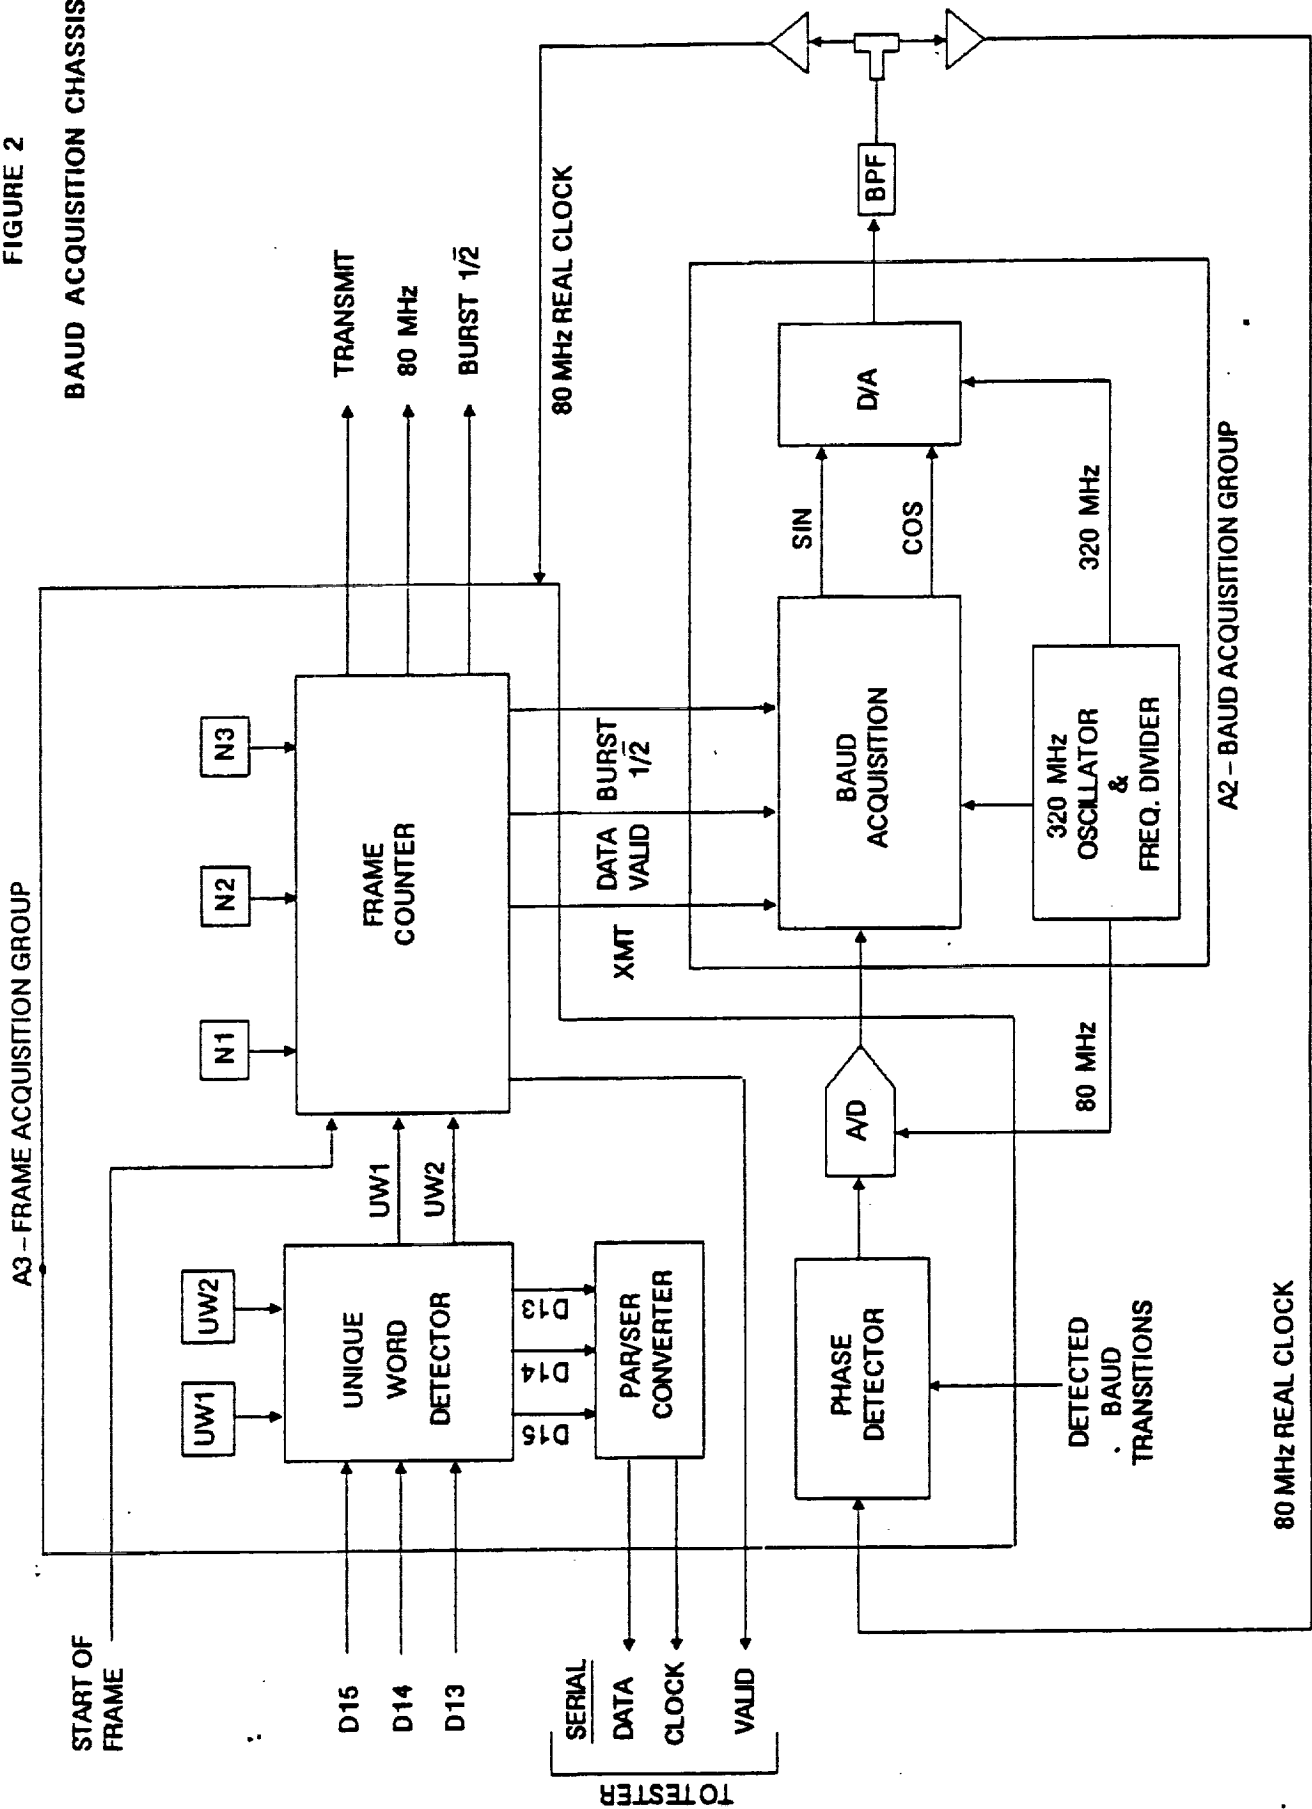 FIGURE 2
BAUD ACQUISITION CHASSIS
A3 – FRAME ACQUISITION GROUP
START OF
FRAME
UW1
UW2
N1
N2
N3
D15
D14
D13
UNIQUE
WORD
DETECTOR
UW1
UW2
FRAME
COUNTER
TRANSMIT
80 MHz
BURST 1/2̅
D15
D14
D13
PAR/SER
CONVERTER
TO TESTER
SERIAL
DATA
CLOCK
VALID
XMT
DATA
VALID
BURST
1/2̅
80 MHz REAL CLOCK
PHASE
DETECTOR
A/D
BAUD
ACQUISITION
SIN
COS
D/A
BPF
DETECTED
BAUD
TRANSITIONS
80 MHz
320 MHz
OSCILLATOR
&
FREQ. DIVIDER
320 MHz
A2 – BAUD ACQUISITION GROUP
80 MHz REAL CLOCK